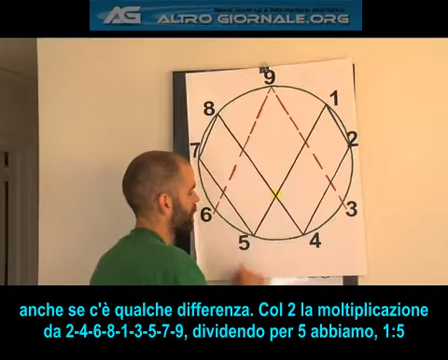 AG ALTRO GIORNALE.ORG
9
8 1
7 2
6 3
5 4
anche se c'è qualche differenza. Col 2 la moltiplicazione
da 2-4-6-8-1-3-5-7-9, dividendo per 5 abbiamo, 1:5